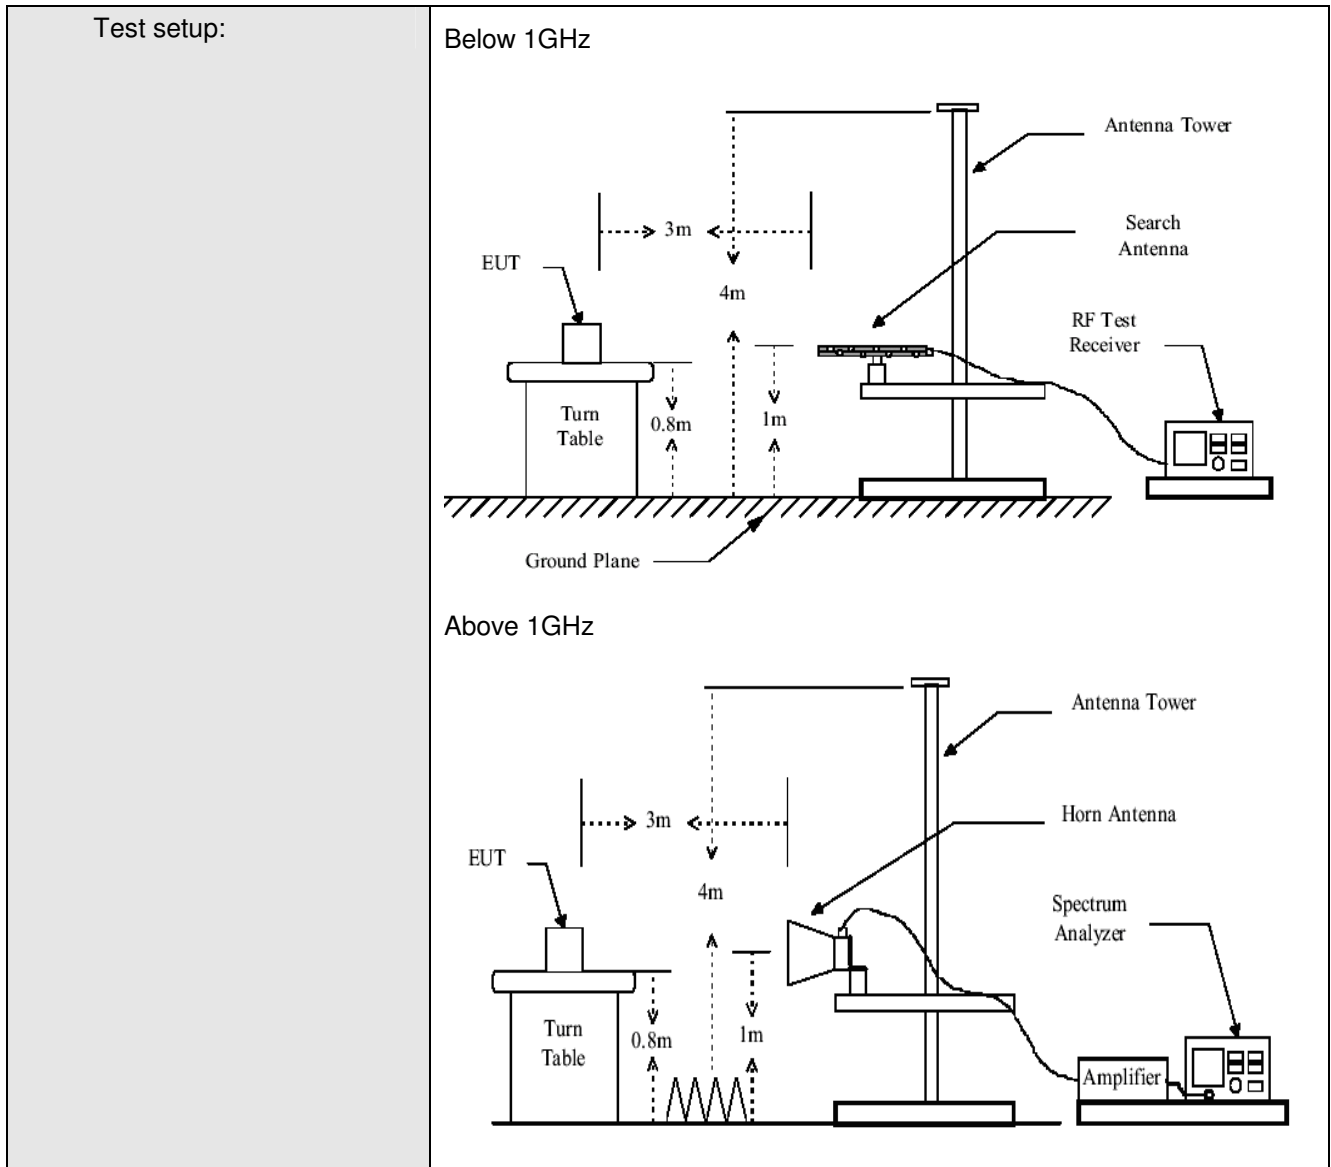 Test setup:
Below 1GHz
Antenna Tower
3m
Search
Antenna
EUT
4m
RF Test
Receiver
Turn
Table
0.8m
1m
Ground Plane
Above 1GHz
Antenna Tower
3m
Horn Antenna
EUT
4m
Spectrum
Analyzer
Turn
Table
0.8m
1m
Amplifier